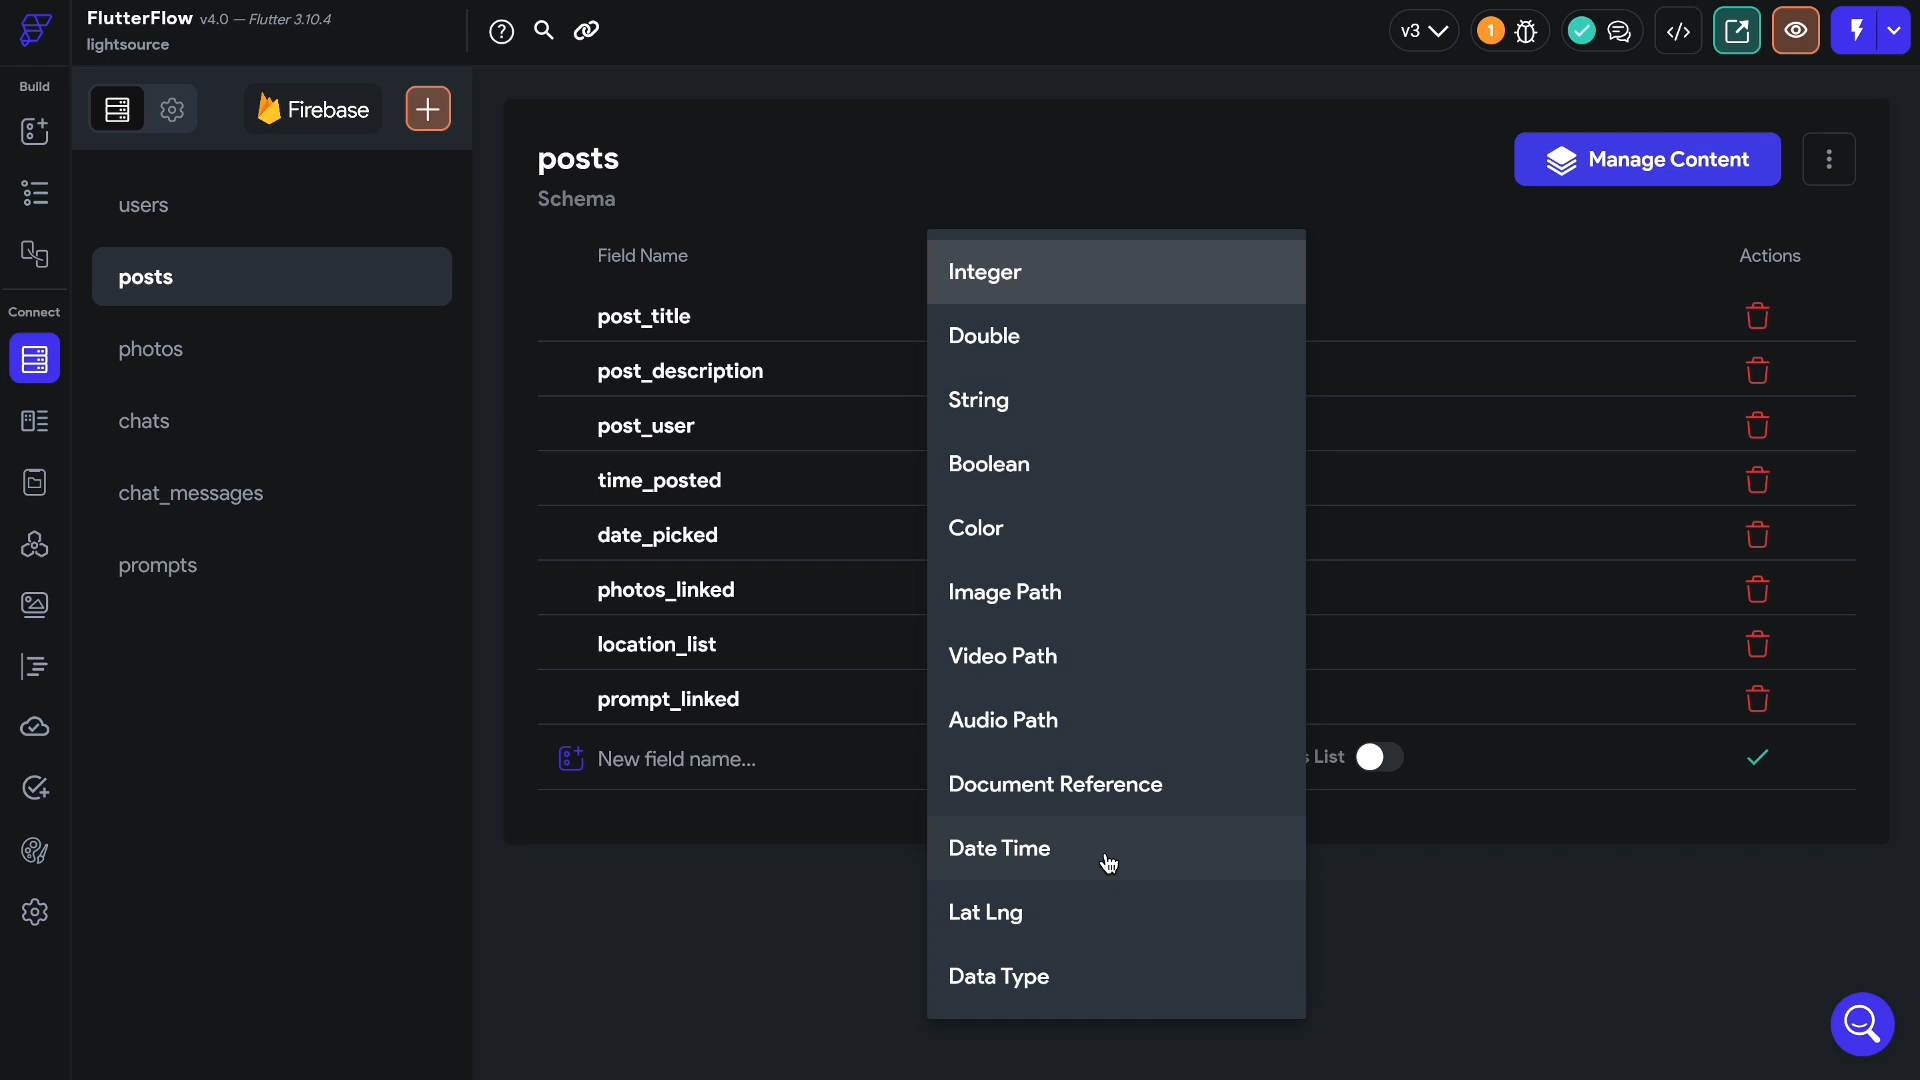 FlutterFlow v4.0 — Flutter 3.10.4
lightsource
v3
1
Build
Connect
Firebase
users
posts
photos
chats
chat_messages
prompts
posts
Schema
Manage Content
Field Name
Actions
post_title
post_description
post_user
time_posted
date_picked
photos_linked
location_list
prompt_linked
New field name...
s List
Integer
Double
String
Boolean
Color
Image Path
Video Path
Audio Path
Document Reference
Date Time
Lat Lng
Data Type